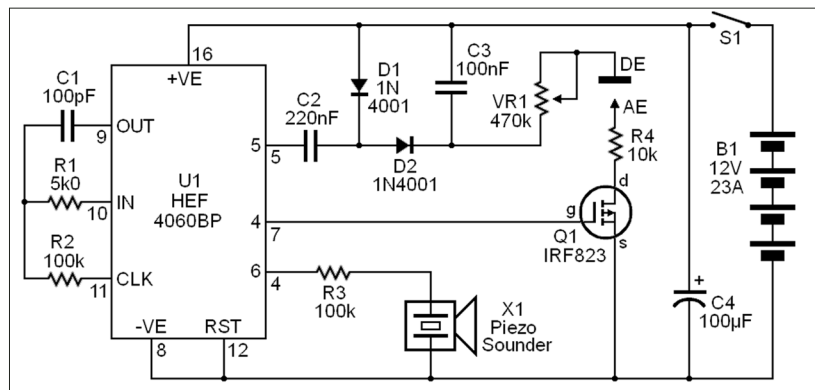 S1
16
+VE
C1
100pF
9
OUT
R1
5k0
10
IN
R2
100k
11
CLK
U1
HEF
4060BP
-VE
RST
8
12
5
5
4
7
6
4
C2
220nF
D1
1N
4001
D2
1N4001
C3
100nF
VR1
470k
DE
AE
R4
10k
d
g
s
Q1
IRF823
R3
100k
X1
Piezo
Sounder
+
C4
100µF
B1
12V
23A